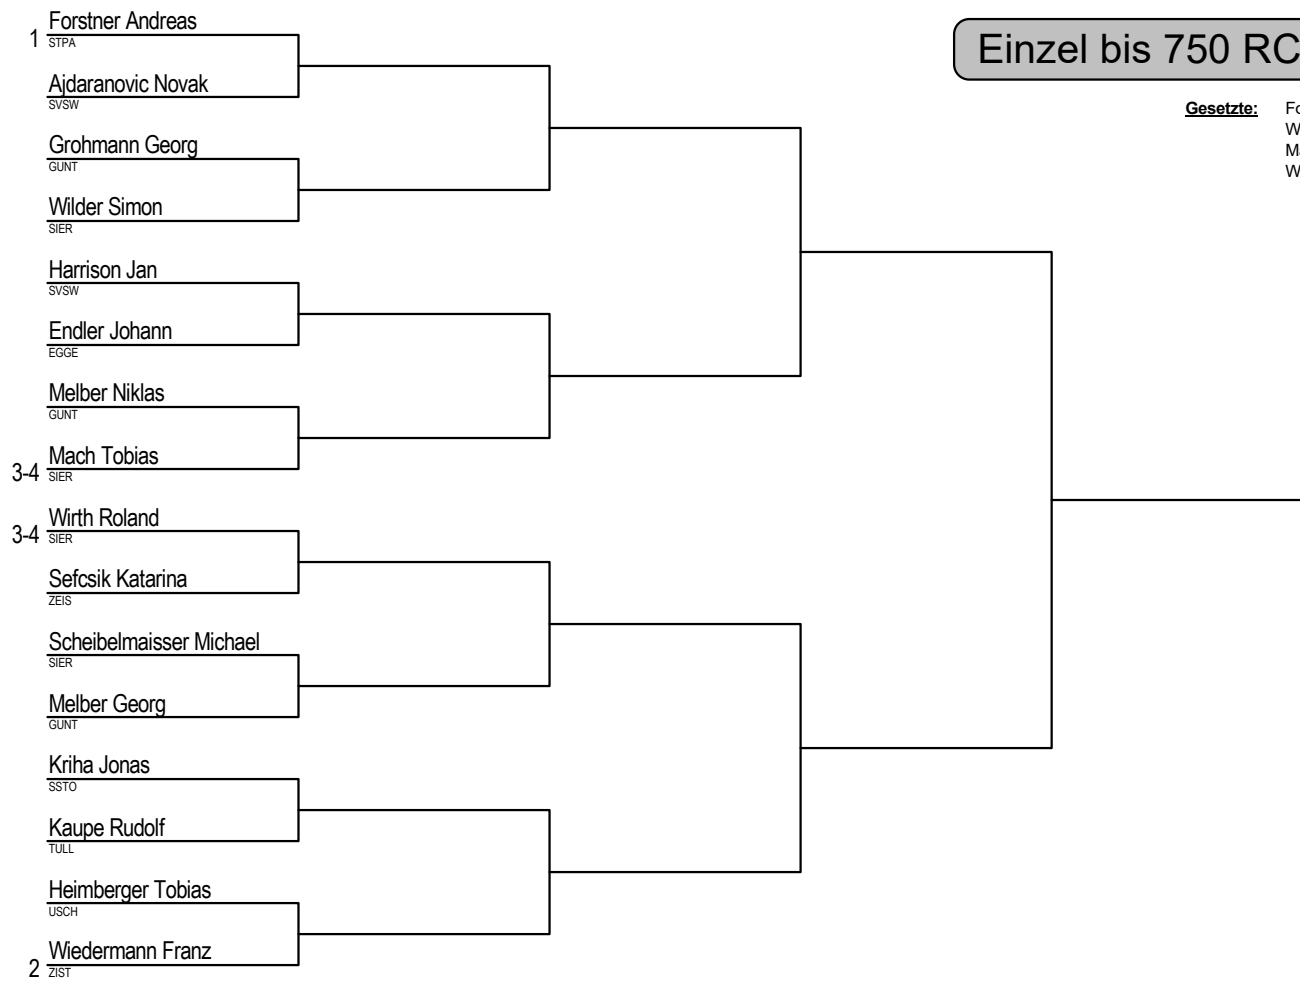 Forstner Andreas
1
STPA
Einzel bis 750 RC
Ajdaranovic Novak
SVSW
Gesetzte:
Grohmann Georg
GUNT
Wilder Simon
SIER
Harrison Jan
SVSW
Endler Johann
EGGE
Melber Niklas
GUNT
Mach Tobias
3-4 SIER
Wirth Roland
3-4 SIER
Sefcsik Katarina
ZEIS
Scheibelmaisser Michael
SIER
Melber Georg
GUNT
Kriha Jonas
SSTO
Kaupe Rudolf
TULL
Heimberger Tobias
USCH
Wiedermann Franz
2 ZIST